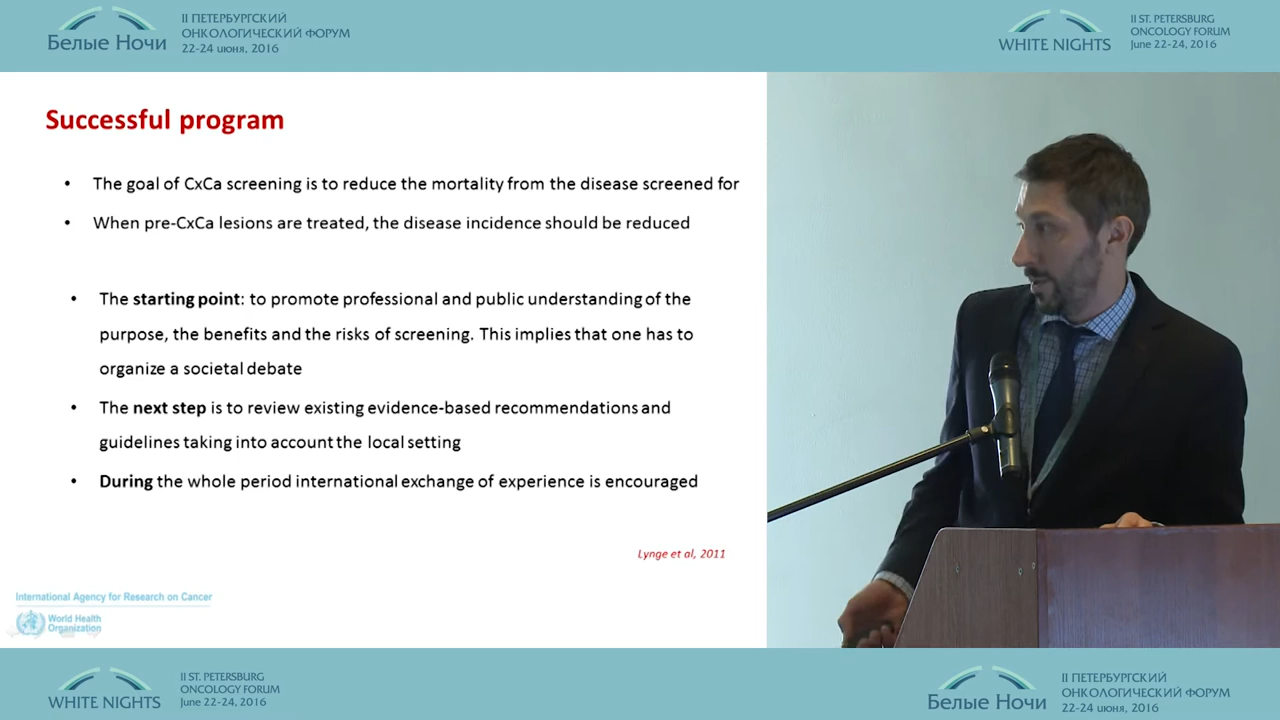 Белые Ночи
II ПЕТЕРБУРГСКИЙ
ОНКОЛОГИЧЕСКИЙ ФОРУМ
22-24 июня, 2016
WHITE NIGHTS
II ST. PETERSBURG
ONCOLOGY FORUM
June 22-24, 2016
Successful program
• The goal of CxCa screening is to reduce the mortality from the disease screened for
• When pre-CxCa lesions are treated, the disease incidence should be reduced
• The starting point: to promote professional and public understanding of the
purpose, the benefits and the risks of screening. This implies that one has to
organize a societal debate
• The next step is to review existing evidence-based recommendations and
guidelines taking into account the local setting
• During the whole period international exchange of experience is encouraged
Lynge et al, 2011
International Agency for Research on Cancer
World Health
Organization
WHITE NIGHTS
II ST. PETERSBURG
ONCOLOGY FORUM
June 22-24, 2016
Белые Ночи
II ПЕТЕРБУРГСКИЙ
ОНКОЛОГИЧЕСКИЙ ФОРУМ
22-24 июня, 2016